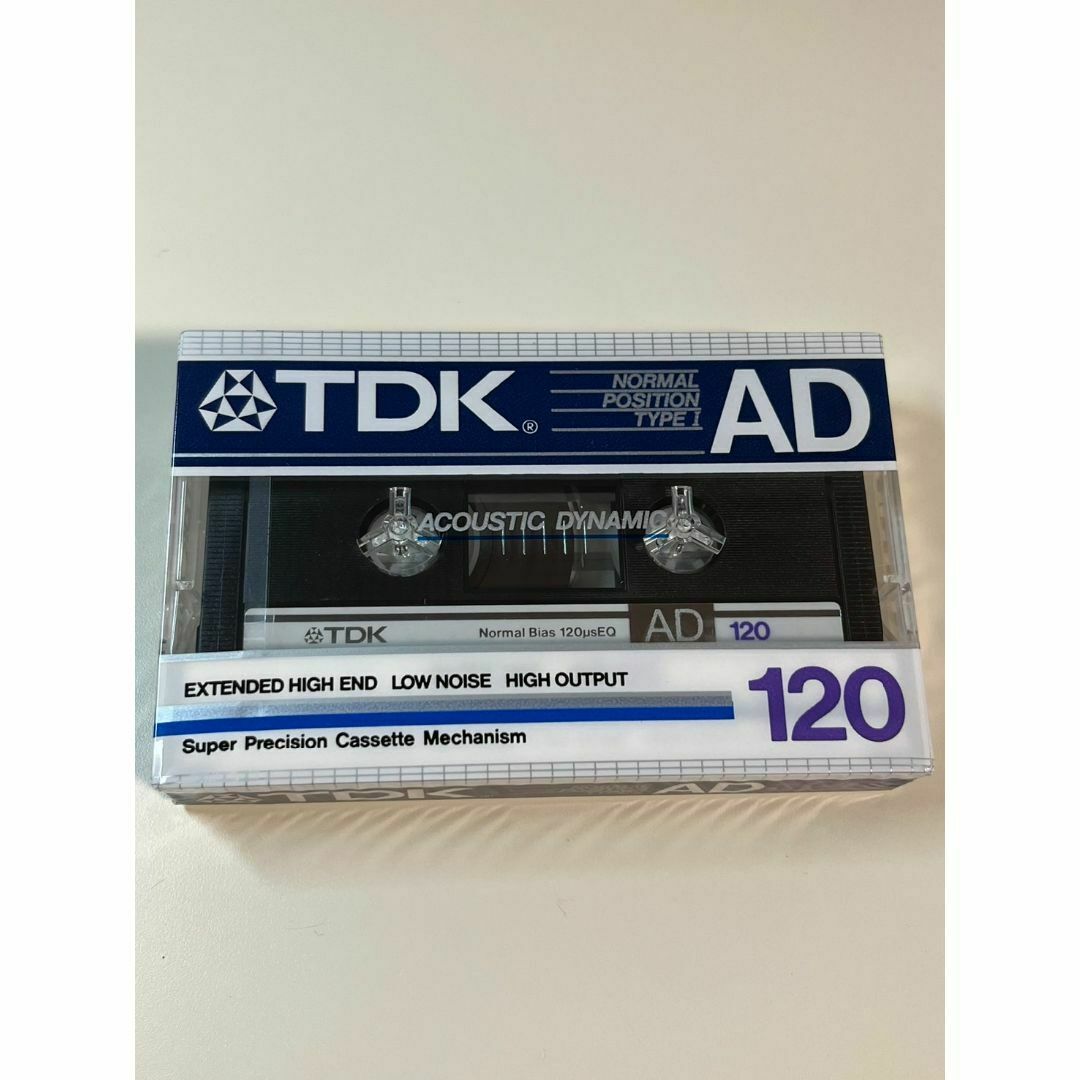 TDK® NORMAL POSITION TYPE I AD
ACOUSTIC DYNAMIC
TDK Normal Bias 120µsEQ AD 120
EXTENDED HIGH END LOW NOISE HIGH OUTPUT
120
Super Precision Cassette Mechanism
TDK AD